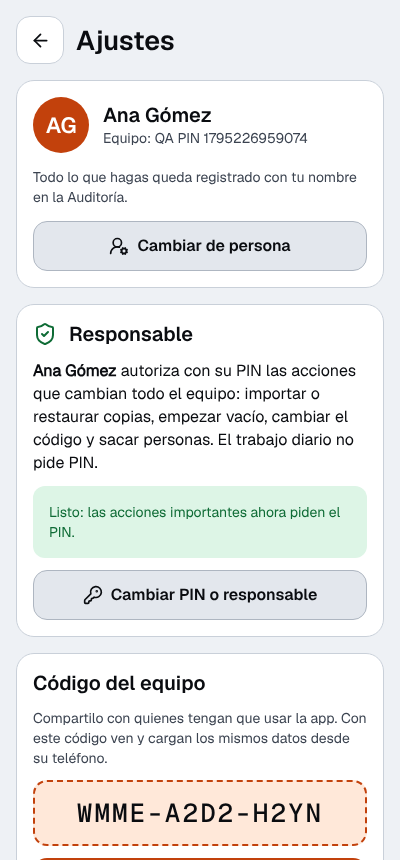 Ajustes
AG
Ana Gómez
Equipo: QA PIN 1795226959074
Todo lo que hagas queda registrado con tu nombre
en la Auditoría.
Cambiar de persona
Responsable
Ana Gómez autoriza con su PIN las acciones
que cambian todo el equipo: importar o
restaurar copias, empezar vacío, cambiar el
código y sacar personas. El trabajo diario no
pide PIN.
Listo: las acciones importantes ahora piden el
PIN.
Cambiar PIN o responsable
Código del equipo
Compartilo con quienes tengan que usar la app. Con
este código ven y cargan los mismos datos desde
su teléfono.
WMME-A2D2-H2YN